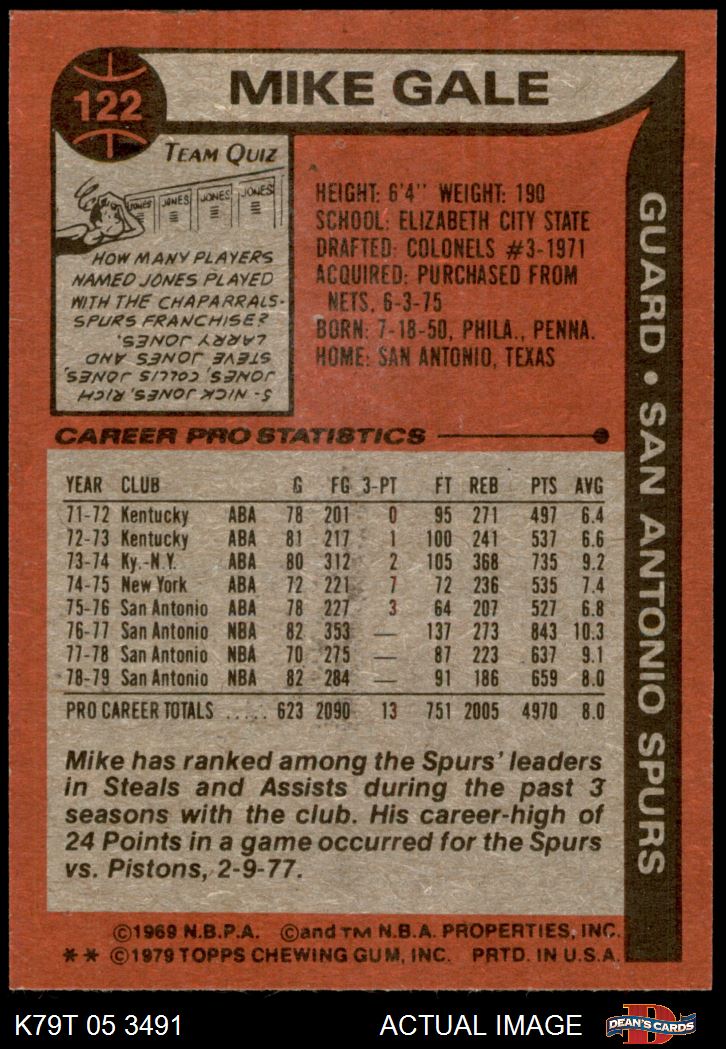 122
MIKE GALE
TEAM QUIZ
JONES JONES JONES JONES
HOW MANY PLAYERS
NAMED JONES PLAYED
WITH THE CHAPARRALS-
SPURS FRANCHISE?
5 - NICK JONES, RICH
JONES, COLLIS JONES,
STEVE JONES AND
LARRY JONES.
HEIGHT: 6'4" WEIGHT: 190
SCHOOL: ELIZABETH CITY STATE
DRAFTED: COLONELS #3-1971
ACQUIRED: PURCHASED FROM
NETS, 6-3-75
BORN: 7-18-50, PHILA., PENNA.
HOME: SAN ANTONIO, TEXAS
GUARD • SAN ANTONIO SPURS
CAREER PRO STATISTICS
YEAR CLUB G FG 3-PT FT REB PTS AVG
71-72 Kentucky ABA 78 201 0 95 271 497 6.4
72-73 Kentucky ABA 81 217 1 100 241 537 6.6
73-74 Ky.-N.Y. ABA 80 312 2 105 368 735 9.2
74-75 New York ABA 72 221 7 72 236 535 7.4
75-76 San Antonio ABA 78 227 3 64 207 527 6.8
76-77 San Antonio NBA 82 353 — 137 273 843 10.3
77-78 San Antonio NBA 70 275 — 87 223 637 9.1
78-79 San Antonio NBA 82 284 — 91 186 659 8.0
PRO CAREER TOTALS ..... 623 2090 13 751 2005 4970 8.0
Mike has ranked among the Spurs' leaders
in Steals and Assists during the past 3
seasons with the club. His career-high of
24 Points in a game occurred for the Spurs
vs. Pistons, 2-9-77.
©1969 N.B.P.A. ©and TM N.B.A. PROPERTIES, INC.
** ©1979 TOPPS CHEWING GUM, INC. PRTD. IN U.S.A.
K79T 05 3491 ACTUAL IMAGE
D
DEAN'S CARDS